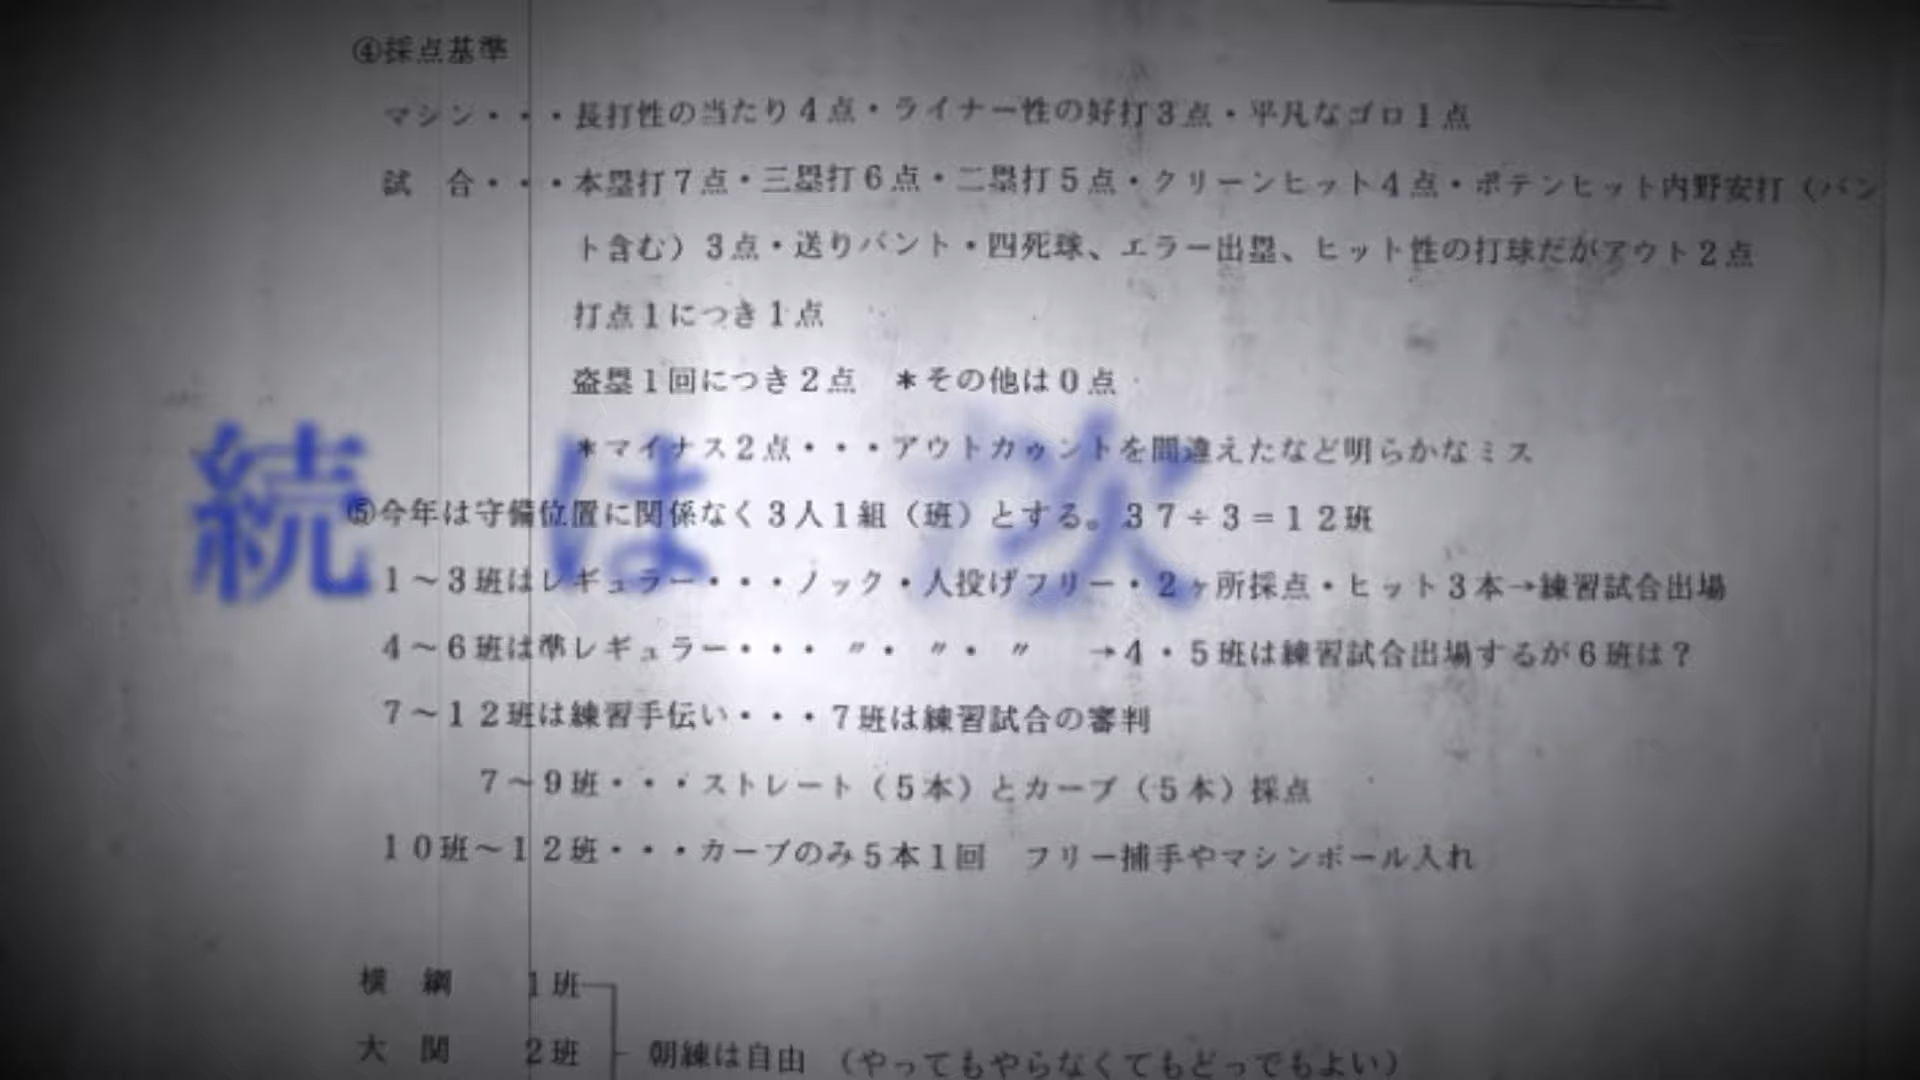 ④採点基準
マシン・・・長打性の当たり4点・ライナー性の好打3点・平凡なゴロ1点
試　合・・・本塁打7点・三塁打6点・二塁打5点・クリーンヒット4点・ポテンヒット内野安打（バン
ト含む）3点・送りバント・四死球、エラー出塁、ヒット性の打球だがアウト2点
打点1につき1点
盗塁1回につき2点　＊その他は0点
＊マイナス2点・・・アウトカウントを間違えたなど明らかなミス
続 は 次
⑤今年は守備位置に関係なく3人1組（班）とする。37÷3＝12班
1～3班はレギュラー・・・ノック・人投げフリー・2ヶ所採点・ヒット3本→練習試合出場
4～6班は準レギュラー・・・〃・〃・〃　→4・5班は練習試合出場するが6班は？
7～12班は練習手伝い・・・7班は練習試合の審判
7～9班・・・ストレート（5本）とカーブ（5本）採点
10班～12班・・・カーブのみ5本1回　フリー捕手やマシンボール入れ
横　綱　1班
大　関　2班　朝練は自由　（やってもやらなくてもどっでもよい）